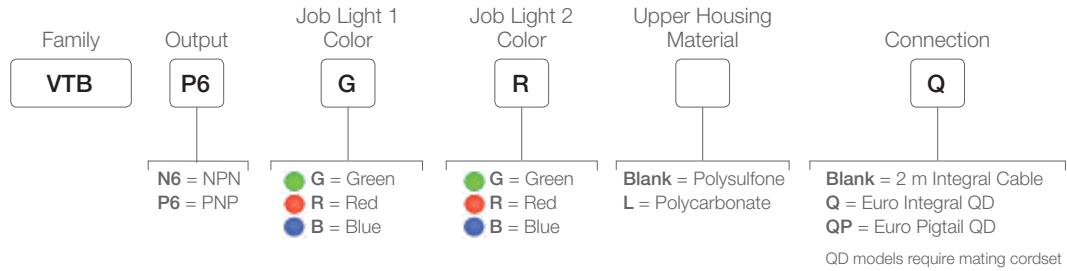 Family
Output
Job Light 1
Color
Job Light 2
Color
Upper Housing
Material
Connection
VTB
P6
G
R
Q
N6 = NPN
P6 = PNP
G = Green
R = Red
B = Blue
G = Green
R = Red
B = Blue
Blank = Polysulfone
L = Polycarbonate
Blank = 2 m Integral Cable
Q = Euro Integral QD
QP = Euro Pigtail QD
QD models require mating cordset